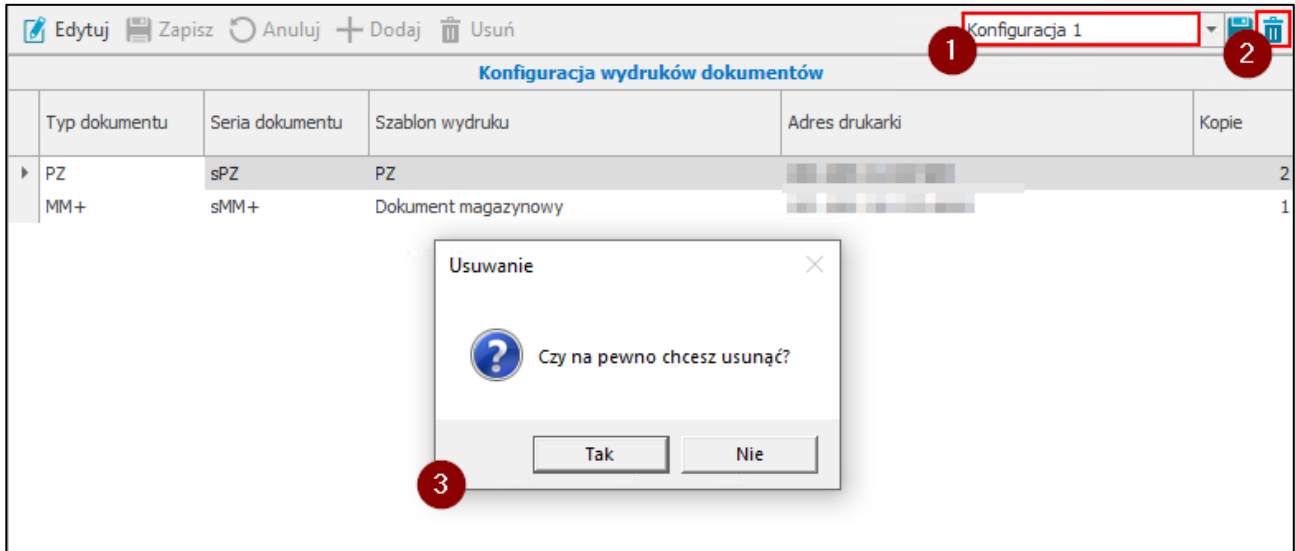 Edytuj Zapisz Anuluj Dodaj Usuń Konfiguracja 1
1
2
Konfiguracja wydruków dokumentów
Typ dokumentu Seria dokumentu Szablon wydruku Adres drukarki Kopie
PZ sPZ PZ 2
MM+ sMM+ Dokument magazynowy 1
Usuwanie
Czy na pewno chcesz usunąć?
Tak Nie
3